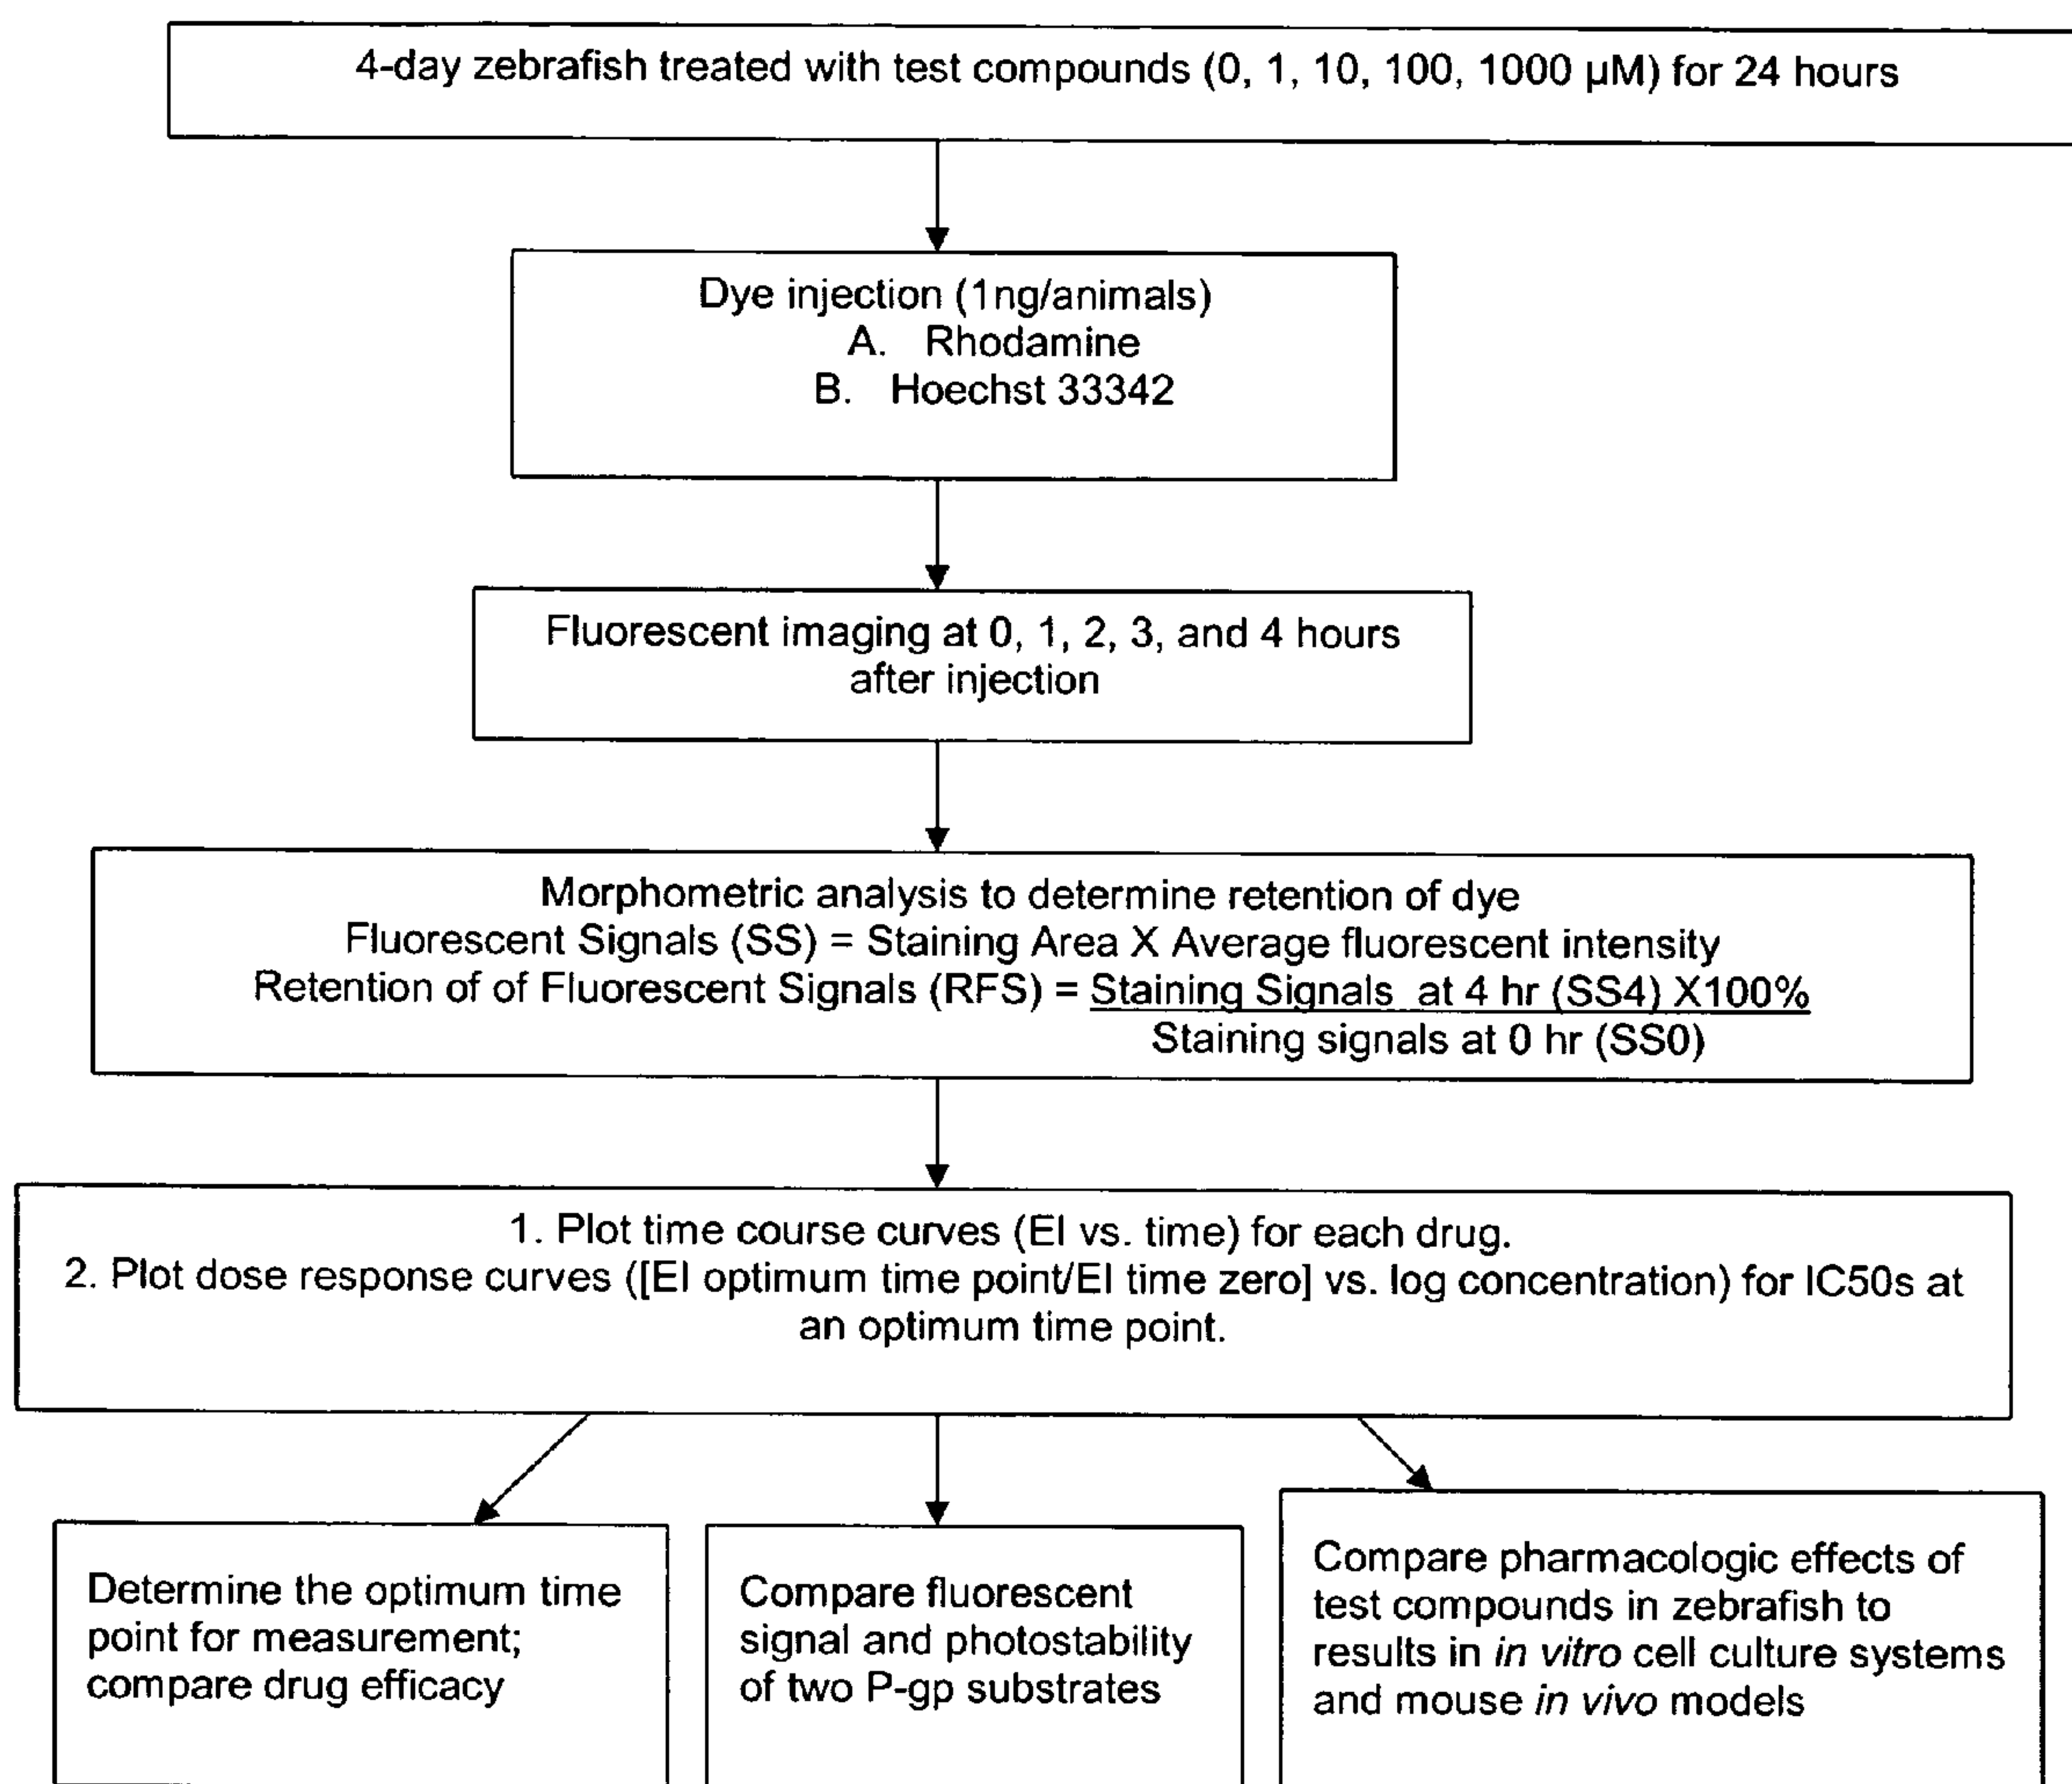 4-day zebrafish treated with test compounds (0, 1, 10, 100, 1000 µM) for 24 hours
Dye injection (1ng/animals)
A. Rhodamine
B. Hoechst 33342
Fluorescent imaging at 0, 1, 2, 3, and 4 hours
after injection
Morphometric analysis to determine retention of dye
Fluorescent Signals (SS) = Staining Area X Average fluorescent intensity
Retention of of Fluorescent Signals (RFS) = Staining Signals at 4 hr (SS4) X100%
Staining signals at 0 hr (SS0)
1. Plot time course curves (EI vs. time) for each drug.
2. Plot dose response curves ([EI optimum time point/EI time zero] vs. log concentration) for IC50s at
an optimum time point.
Determine the optimum time
point for measurement;
compare drug efficacy
Compare fluorescent
signal and photostability
of two P-gp substrates
Compare pharmacologic effects of
test compounds in zebrafish to
results in in vitro cell culture systems
and mouse in vivo models